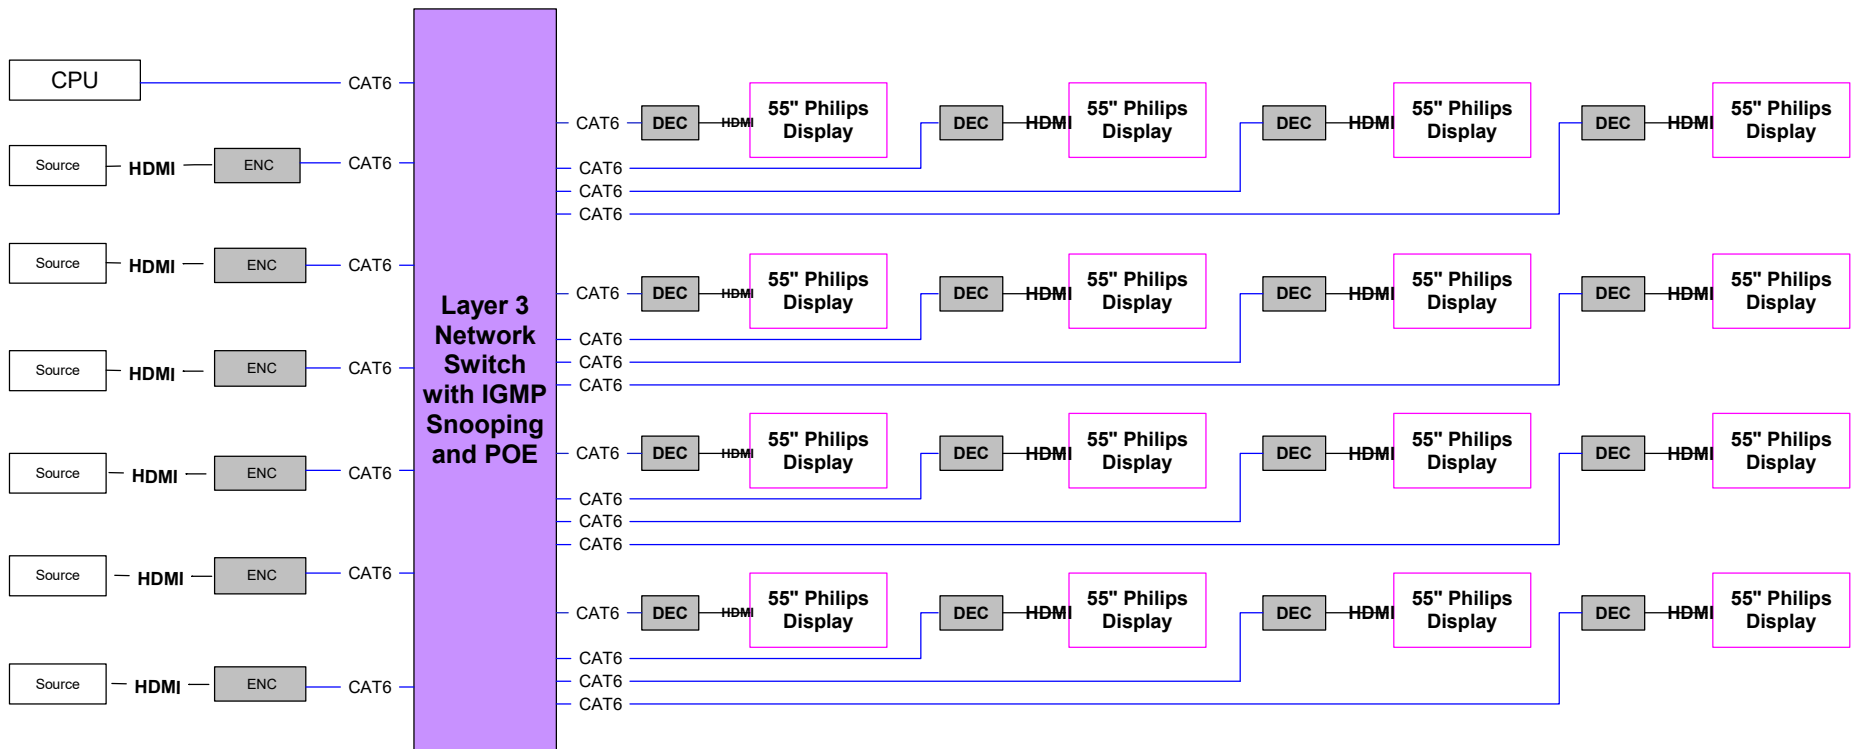 CPU
CAT6
Source
HDMI
ENC
CAT6
Source
HDMI
ENC
CAT6
Source
HDMI
ENC
CAT6
Source
HDMI
ENC
CAT6
Source
HDMI
ENC
CAT6
Source
HDMI
ENC
CAT6
Layer 3
Network
Switch
with IGMP
Snooping
and POE
CAT6
DEC
HDMI
55" Philips
Display
DEC
HDMI
55" Philips
Display
DEC
HDMI
55" Philips
Display
DEC
HDMI
55" Philips
Display
CAT6
CAT6
CAT6
CAT6
DEC
HDMI
55" Philips
Display
DEC
HDMI
55" Philips
Display
DEC
HDMI
55" Philips
Display
DEC
HDMI
55" Philips
Display
CAT6
CAT6
CAT6
CAT6
DEC
HDMI
55" Philips
Display
DEC
HDMI
55" Philips
Display
DEC
HDMI
55" Philips
Display
DEC
HDMI
55" Philips
Display
CAT6
CAT6
CAT6
CAT6
DEC
HDMI
55" Philips
Display
DEC
HDMI
55" Philips
Display
DEC
HDMI
55" Philips
Display
DEC
HDMI
55" Philips
Display
CAT6
CAT6
CAT6